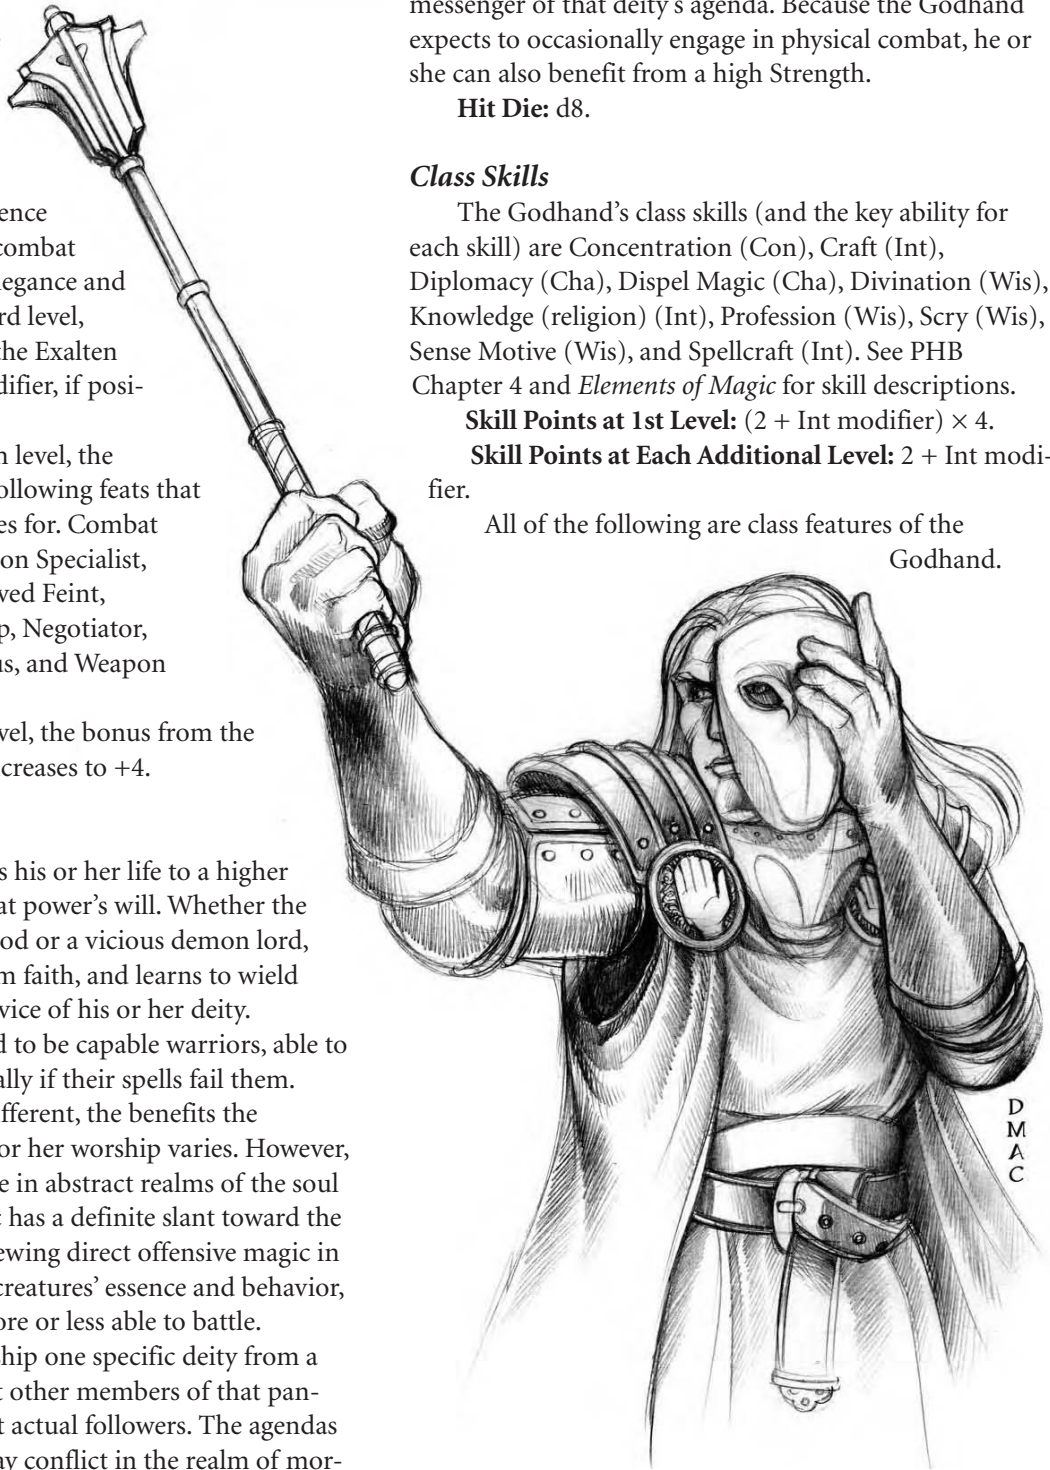 ence
combat
legance and
rd level,
the Exalten
difier, if posi-
h level, the
ollowing feats that
es for. Combat
on Specialist,
ved Feint,
p, Negotiator,
us, and Weapon
vel, the bonus from the
creases to +4.
s his or her life to a higher
at power’s will. Whether the
od or a vicious demon lord,
m faith, and learns to wield
vice of his or her deity.
d to be capable warriors, able to
ally if their spells fail them.
fferent, the benefits the
or her worship varies. However,
e in abstract realms of the soul
c has a definite slant toward the
ewing direct offensive magic in
creatures’ essence and behavior,
ore or less able to battle.
ship one specific deity from a
t other members of that pan-
t actual followers. The agendas
ay conflict in the realm of mor-
messenger of that deity’s agenda. Because the Godhand
expects to occasionally engage in physical combat, he or
she can also benefit from a high Strength.
Hit Die: d8.
Class Skills
The Godhand’s class skills (and the key ability for
each skill) are Concentration (Con), Craft (Int),
Diplomacy (Cha), Dispel Magic (Cha), Divination (Wis),
Knowledge (religion) (Int), Profession (Wis), Scry (Wis),
Sense Motive (Wis), and Spellcraft (Int). See PHB
Chapter 4 and Elements of Magic for skill descriptions.
Skill Points at 1st Level: (2 + Int modifier) × 4.
Skill Points at Each Additional Level: 2 + Int modi-
fier.
All of the following are class features of the
Godhand.
DMAC